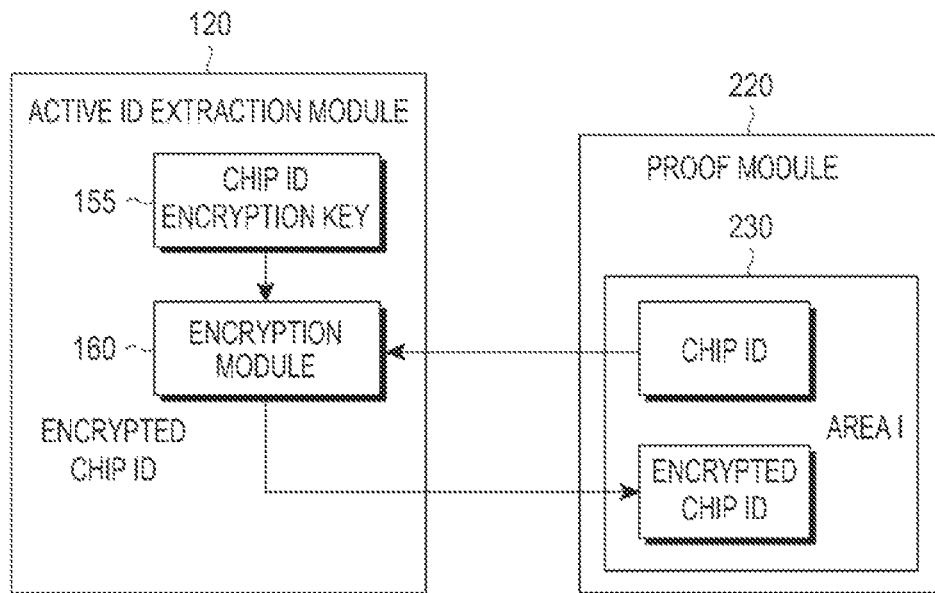 120
ACTIVE ID EXTRACTION MODULE
155
CHIP ID
ENCRYPTION KEY
160
ENCRYPTION
MODULE
ENCRYPTED
CHIP ID
220
PROOF MODULE
230
CHIP ID
AREA I
ENCRYPTED
CHIP ID